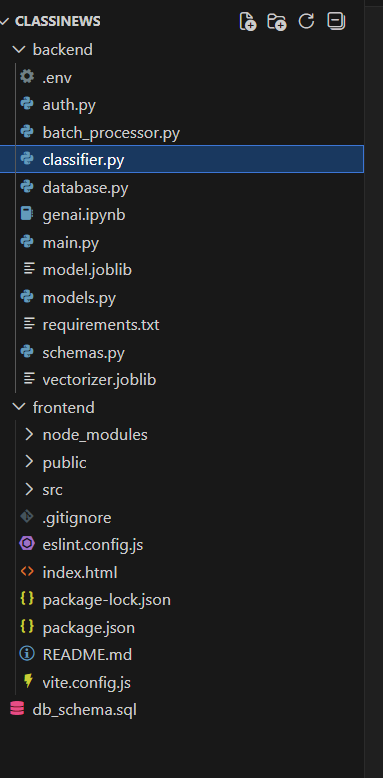 CLASSINEWS
backend
.env
auth.py
batch_processor.py
classifier.py
database.py
genai.ipynb
main.py
model.joblib
models.py
requirements.txt
schemas.py
vectorizer.joblib
frontend
node_modules
public
src
.gitignore
eslint.config.js
index.html
package-lock.json
package.json
README.md
vite.config.js
db_schema.sql